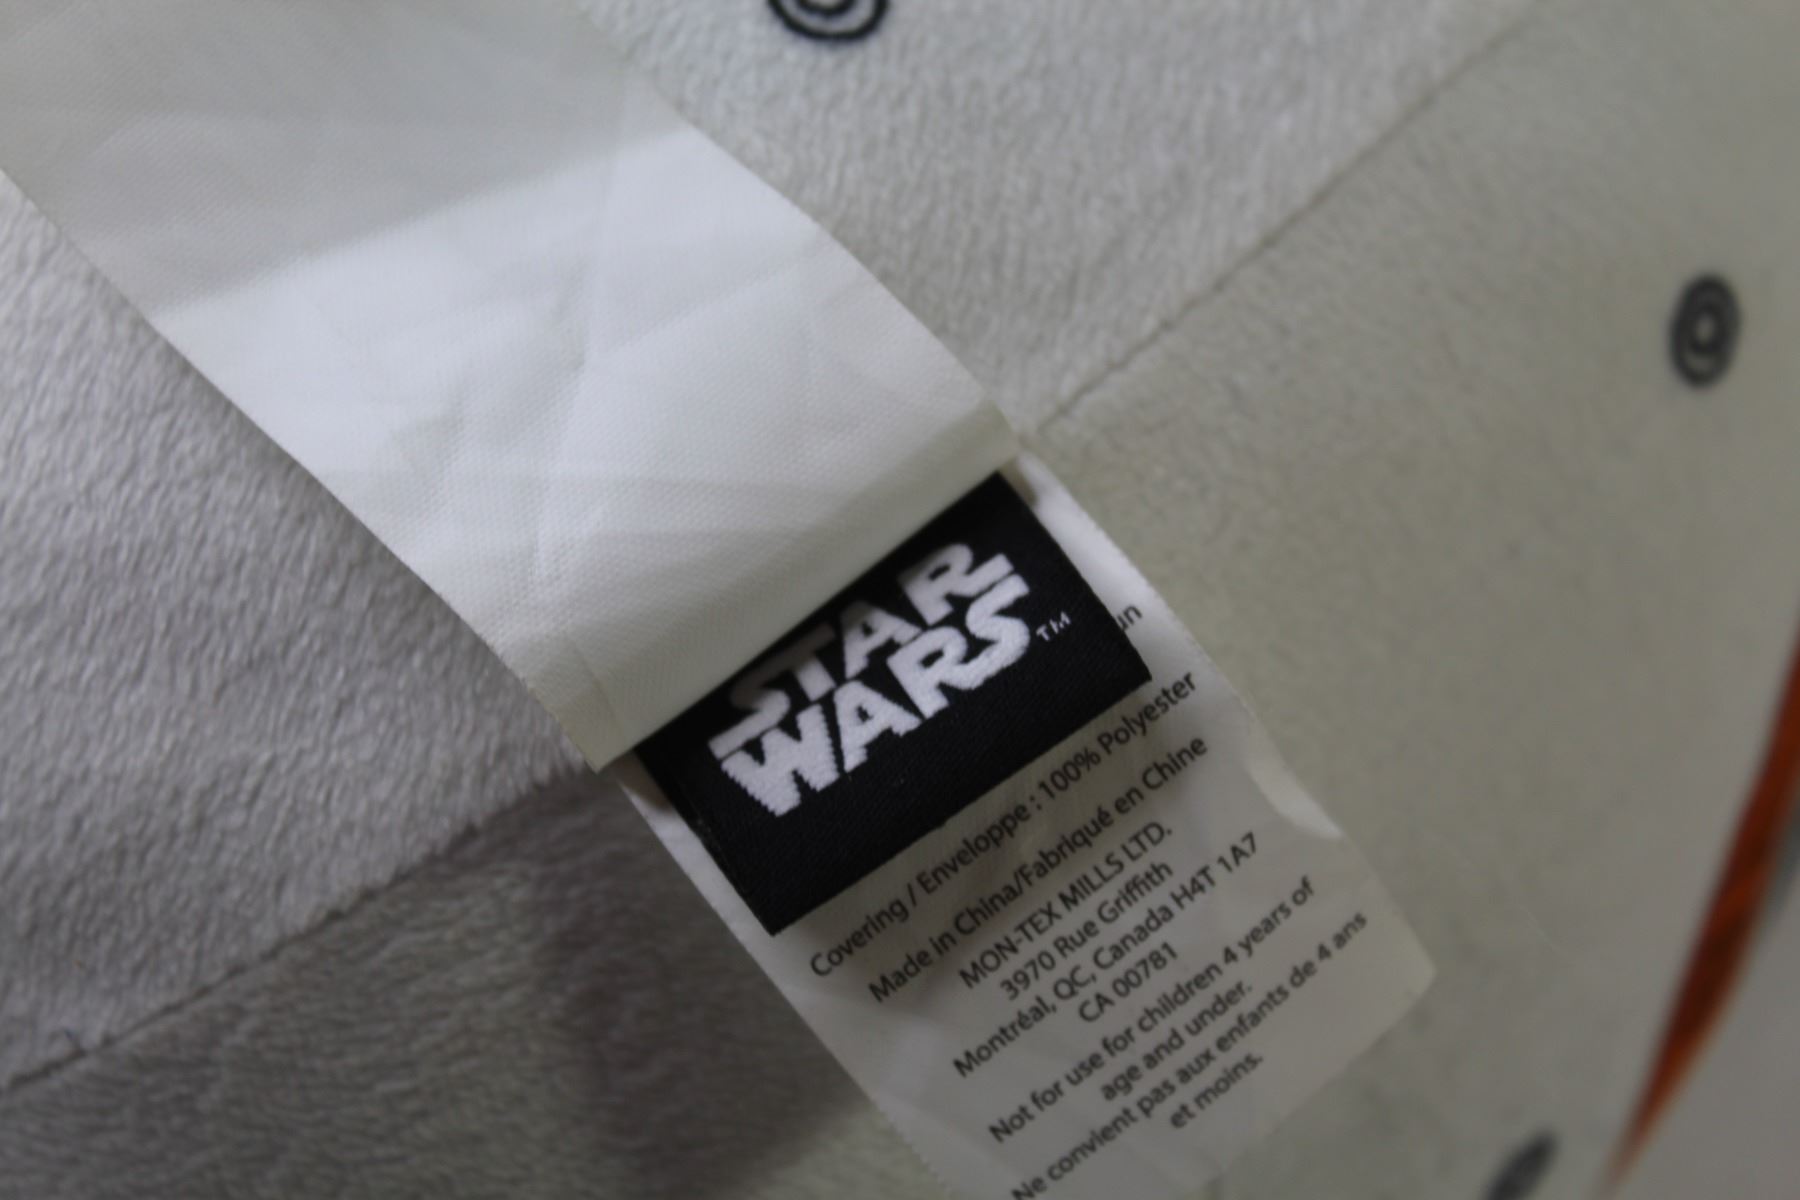 STAR
WARS™
Covering / Enveloppe : 100% Polyester
Made in China/Fabriqué en Chine
MON-TEX MILLS LTD.
3970 Rue Griffith
Montréal, QC, Canada H4T 1A7
CA 00781
Not for use for children 4 years of
age and under.
Ne convient pas aux enfants de 4 ans
et moins.